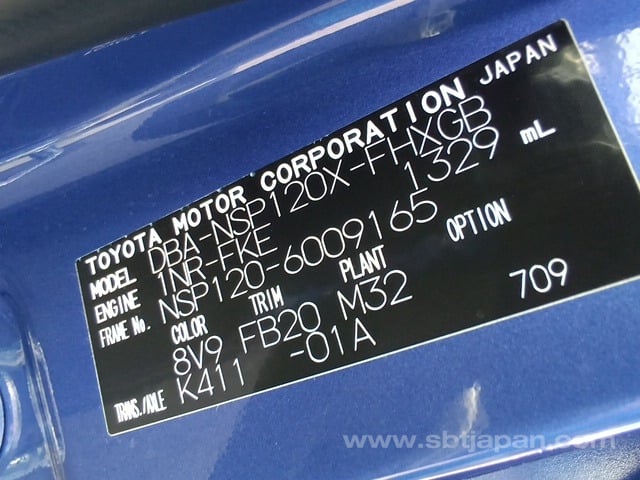 TOYOTA MOTOR CORPORATION JAPAN
MODEL DBA-NSP120X-FHXGB
ENGINE 1NR-FKE 1329 mL
FRAME No. NSP120-6009165
COLOR TRIM PLANT OPTION
8V9 FB20 M32 709
TRANS./AXLE K411 -01A
www.sbtjapan.com